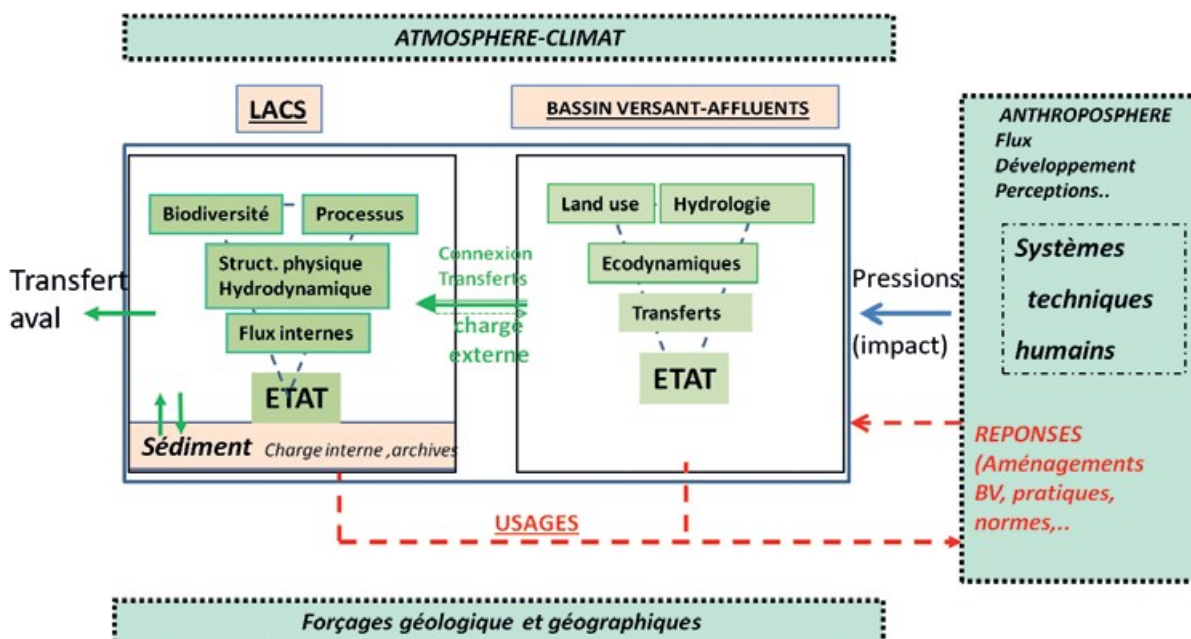 ATMOSPHERE-CLIMAT
LACS
BASSIN VERSANT-AFFLUENTS
Biodiversité
Processus
Struct. physique
Hydrodynamique
Flux internes
ETAT
Sédiment
Charge interne ,archives
Transfert
aval
Connexion
Transferts
charge
externe
Land use
Hydrologie
Ecodynamiques
Transferts
ETAT
Pressions
(impact)
ANTHROPOSPHERE
Flux
Développement
Perceptions..
Systèmes
techniques
humains
REPONSES
(Aménagements
BV, pratiques,
normes,..
USAGES
Forçages géologique et géographiques